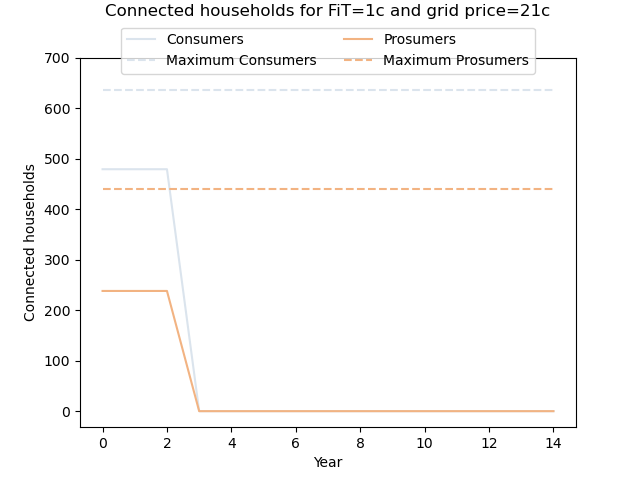 Connected households for FiT=1c and grid price=21c
Consumers
Prosumers
Maximum Consumers
Maximum Prosumers
700
600
500
400
300
200
100
0
Connected households
0 2 4 6 8 10 12 14
Year